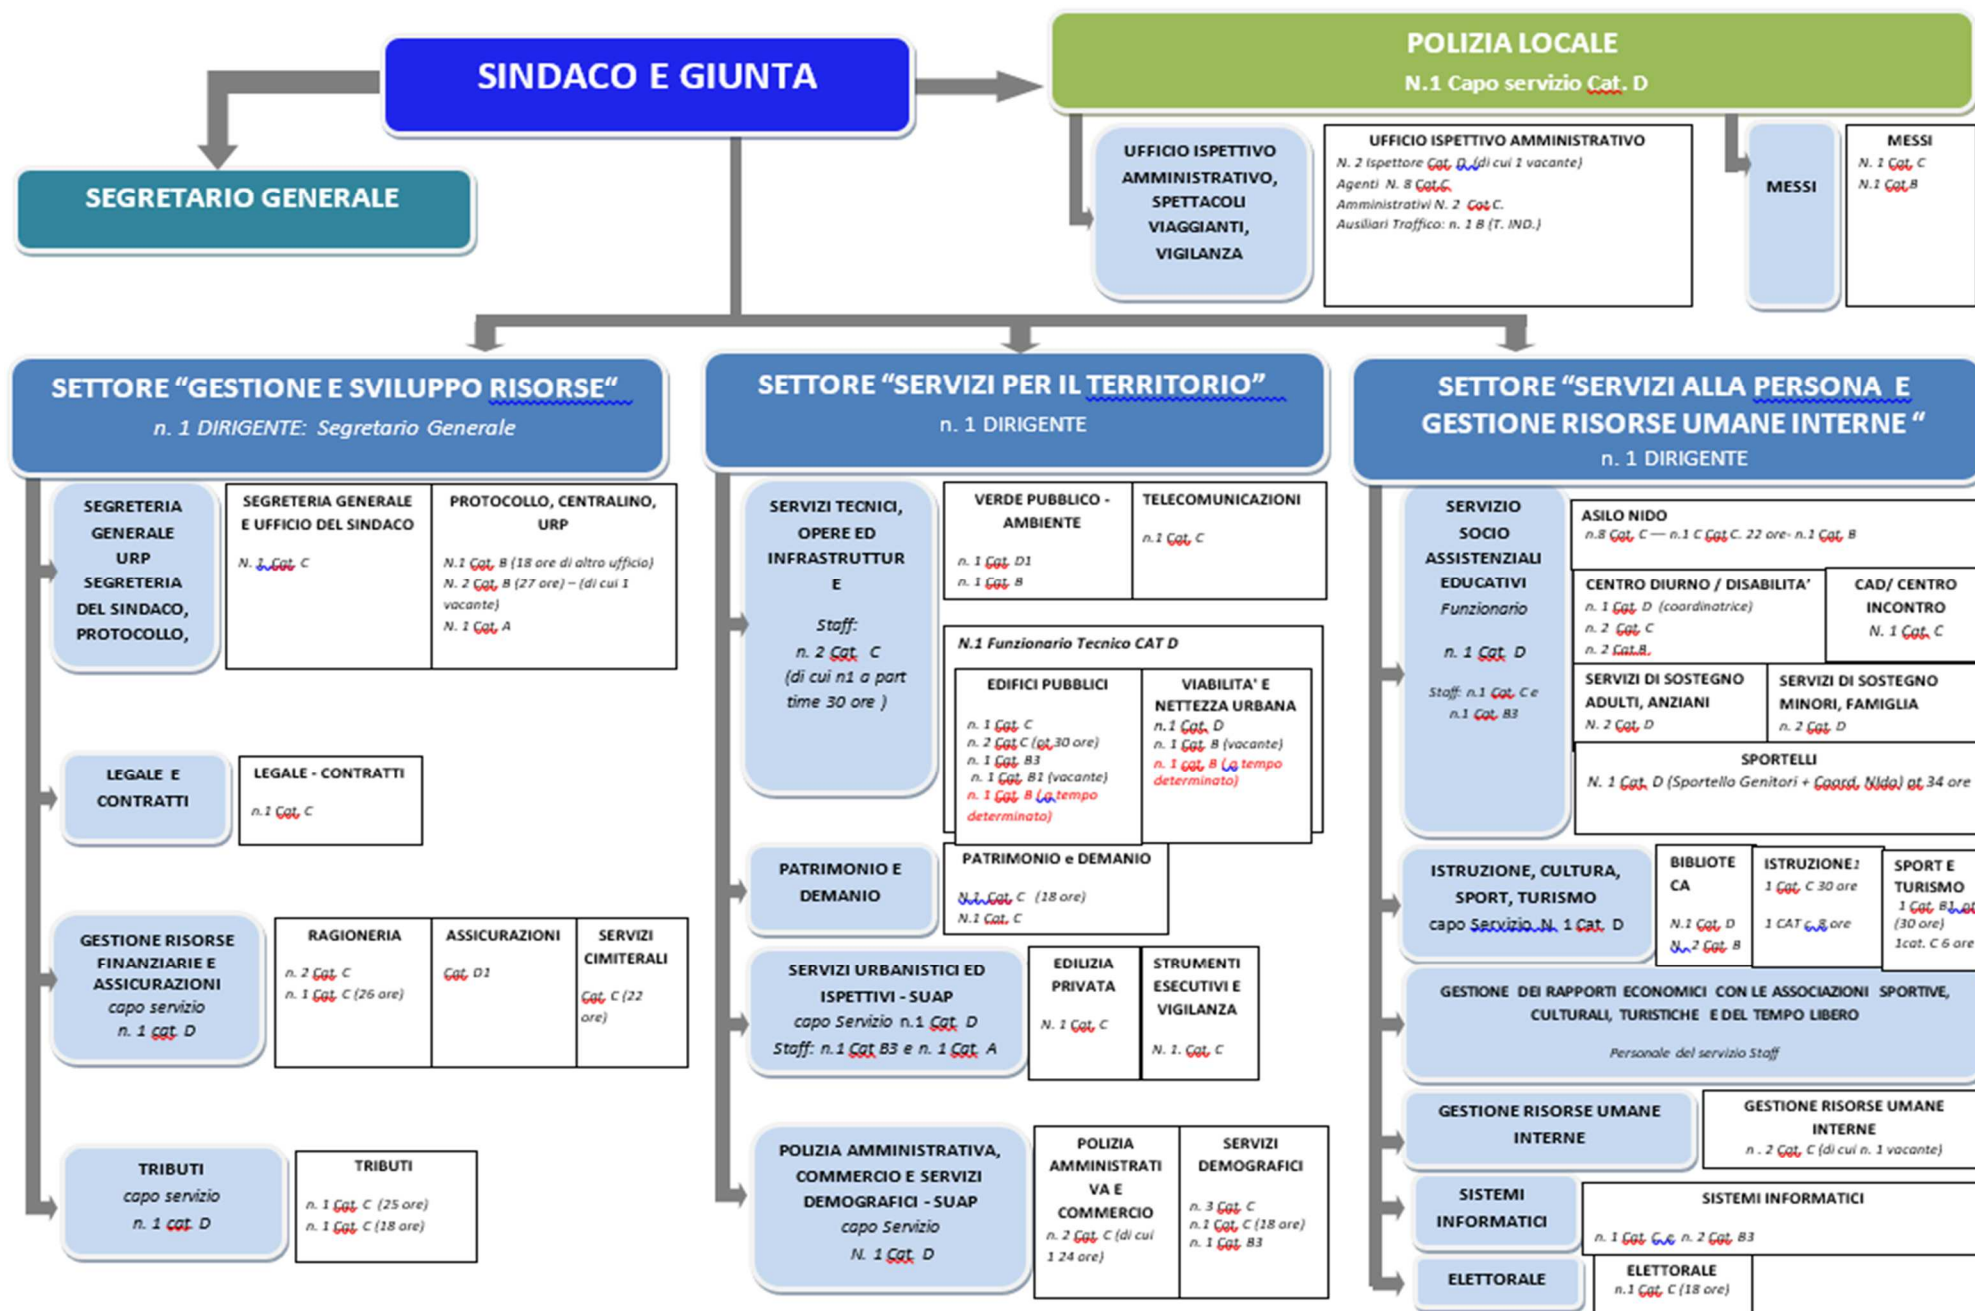 SINDACO E GIUNTA
POLIZIA LOCALE
N.1 Capo servizio Cat. D
SEGRETARIO GENERALE
UFFICIO ISPETTIVO
AMMINISTRATIVO,
SPETTACOLI
VIAGGIANTI,
VIGILANZA
UFFICIO ISPETTIVO AMMINISTRATIVO
N. 2 Ispettore Cat. D (di cui 1 vacante)
Agenti N. 8 Cat.C.
Amministrativi N. 2 Cat C.
Ausiliari Traffico: n. 1 B (T. IND.)
MESSI
MESSI
N. 1 Cat. C
N.1 Cat.B
SETTORE “GESTIONE E SVILUPPO RISORSE“
n. 1 DIRIGENTE: Segretario Generale
SEGRETERIA
GENERALE
URP
SEGRETERIA
DEL SINDACO,
PROTOCOLLO,
SEGRETERIA GENERALE
E UFFICIO DEL SINDACO
N. 1 Cat. C
PROTOCOLLO, CENTRALINO,
URP
N.1 Cat. B (18 ore di altro ufficio)
N. 2 Cat. B (27 ore) – (di cui 1
vacante)
N. 1 Cat. A
LEGALE E
CONTRATTI
LEGALE - CONTRATTI
n.1 Cat. C
GESTIONE RISORSE
FINANZIARIE E
ASSICURAZIONI
capo servizio
n. 1 cat. D
RAGIONERIA
n. 2 Cat. C
n. 1 Cat. C (26 ore)
ASSICURAZIONI
Cat. D1
SERVIZI
CIMITERALI
Cat. C (22
ore)
TRIBUTI
capo servizio
n. 1 cat. D
TRIBUTI
n. 1 Cat. C (25 ore)
n. 1 Cat. C (18 ore)
SETTORE “SERVIZI PER IL TERRITORIO”
n. 1 DIRIGENTE
SERVIZI TECNICI,
OPERE ED
INFRASTRUTTUR
E
Staff:
n. 2 Cat. C
(di cui n1 a part
time 30 ore )
VERDE PUBBLICO -
AMBIENTE
n. 1 Cat. D1
n. 1 Cat. B
TELECOMUNICAZIONI
n.1 Cat. C
N.1 Funzionario Tecnico CAT D
EDIFICI PUBBLICI
n. 1 Cat. C
n. 2 Cat C (pt.30 ore)
n. 1 Cat. B3
n. 1 Cat. B1 (vacante)
n. 1 Cat. B ( a tempo
determinato)
VIABILITA' E
NETTEZZA URBANA
n.1 Cat. D
n. 1 Cat. B (vacante)
n. 1 cat. B ( a tempo
determinato)
PATRIMONIO E
DEMANIO
PATRIMONIO e DEMANIO
N.1. Cat. C (18 ore)
N.1 Cat. C
SERVIZI URBANISTICI ED
ISPETTIVI - SUAP
capo Servizio n.1 Cat. D
Staff: n.1 Cat B3 e n. 1 Cat. A
EDILIZIA
PRIVATA
N. 1 Cat. C
STRUMENTI
ESECUTIVI E
VIGILANZA
N. 1. Cat. C
POLIZIA AMMINISTRATIVA,
COMMERCIO E SERVIZI
DEMOGRAFICI - SUAP
capo Servizio
N. 1 Cat. D
POLIZIA
AMMINISTRATI
VA E
COMMERCIO
n. 2 Cat. C (di cui
1 24 ore)
SERVIZI
DEMOGRAFICI
n. 3 Cat. C
n.1 Cat. C (18 ore)
n. 1 Cat. B3
SETTORE “SERVIZI ALLA PERSONA E
GESTIONE RISORSE UMANE INTERNE “
n. 1 DIRIGENTE
SERVIZIO
SOCIO
ASSISTENZIALI
EDUCATIVI
Funzionario
n. 1 Cat. D
Staff: n.1 Cat. C e
n.1 Cat. B3
ASILO NIDO
n.8 Cat. C — n.1 C Cat C. 22 ore- n.1 Cat. B
CENTRO DIURNO / DISABILITA’
n. 1 Cat. D (coordinatrice)
n. 2 Cat. C
n. 2 Cat.B.
CAD/ CENTRO
INCONTRO
N. 1 Cat. C
SERVIZI DI SOSTEGNO
ADULTI, ANZIANI
N. 2 Cat. D
SERVIZI DI SOSTEGNO
MINORI, FAMIGLIA
n. 2 Cat. D
SPORTELLI
N. 1 Cat. D (Sportello Genitori + Coord. Nido) pt 34 ore
ISTRUZIONE, CULTURA,
SPORT, TURISMO
capo Servizio N. 1 Cat. D
BIBLIOTE
CA
N.1 Cat. D
N. 2 Cat. B
ISTRUZIONE1
1 Cat. C 30 ore
1 CAT c. 8 ore
SPORT E
TURISMO
1 Cat. B1 pt
(30 ore)
1cat. C 6 ore
GESTIONE DEI RAPPORTI ECONOMICI CON LE ASSOCIAZIONI SPORTIVE,
CULTURALI, TURISTICHE E DEL TEMPO LIBERO
Personale del servizio Staff
GESTIONE RISORSE UMANE
INTERNE
GESTIONE RISORSE UMANE
INTERNE
n . 2 Cat. C (di cui n. 1 vacante)
SISTEMI
INFORMATICI
SISTEMI INFORMATICI
n. 1 Cat. C e n. 2 Cat. B3
ELETTORALE
ELETTORALE
n.1 Cat. C (18 ore)